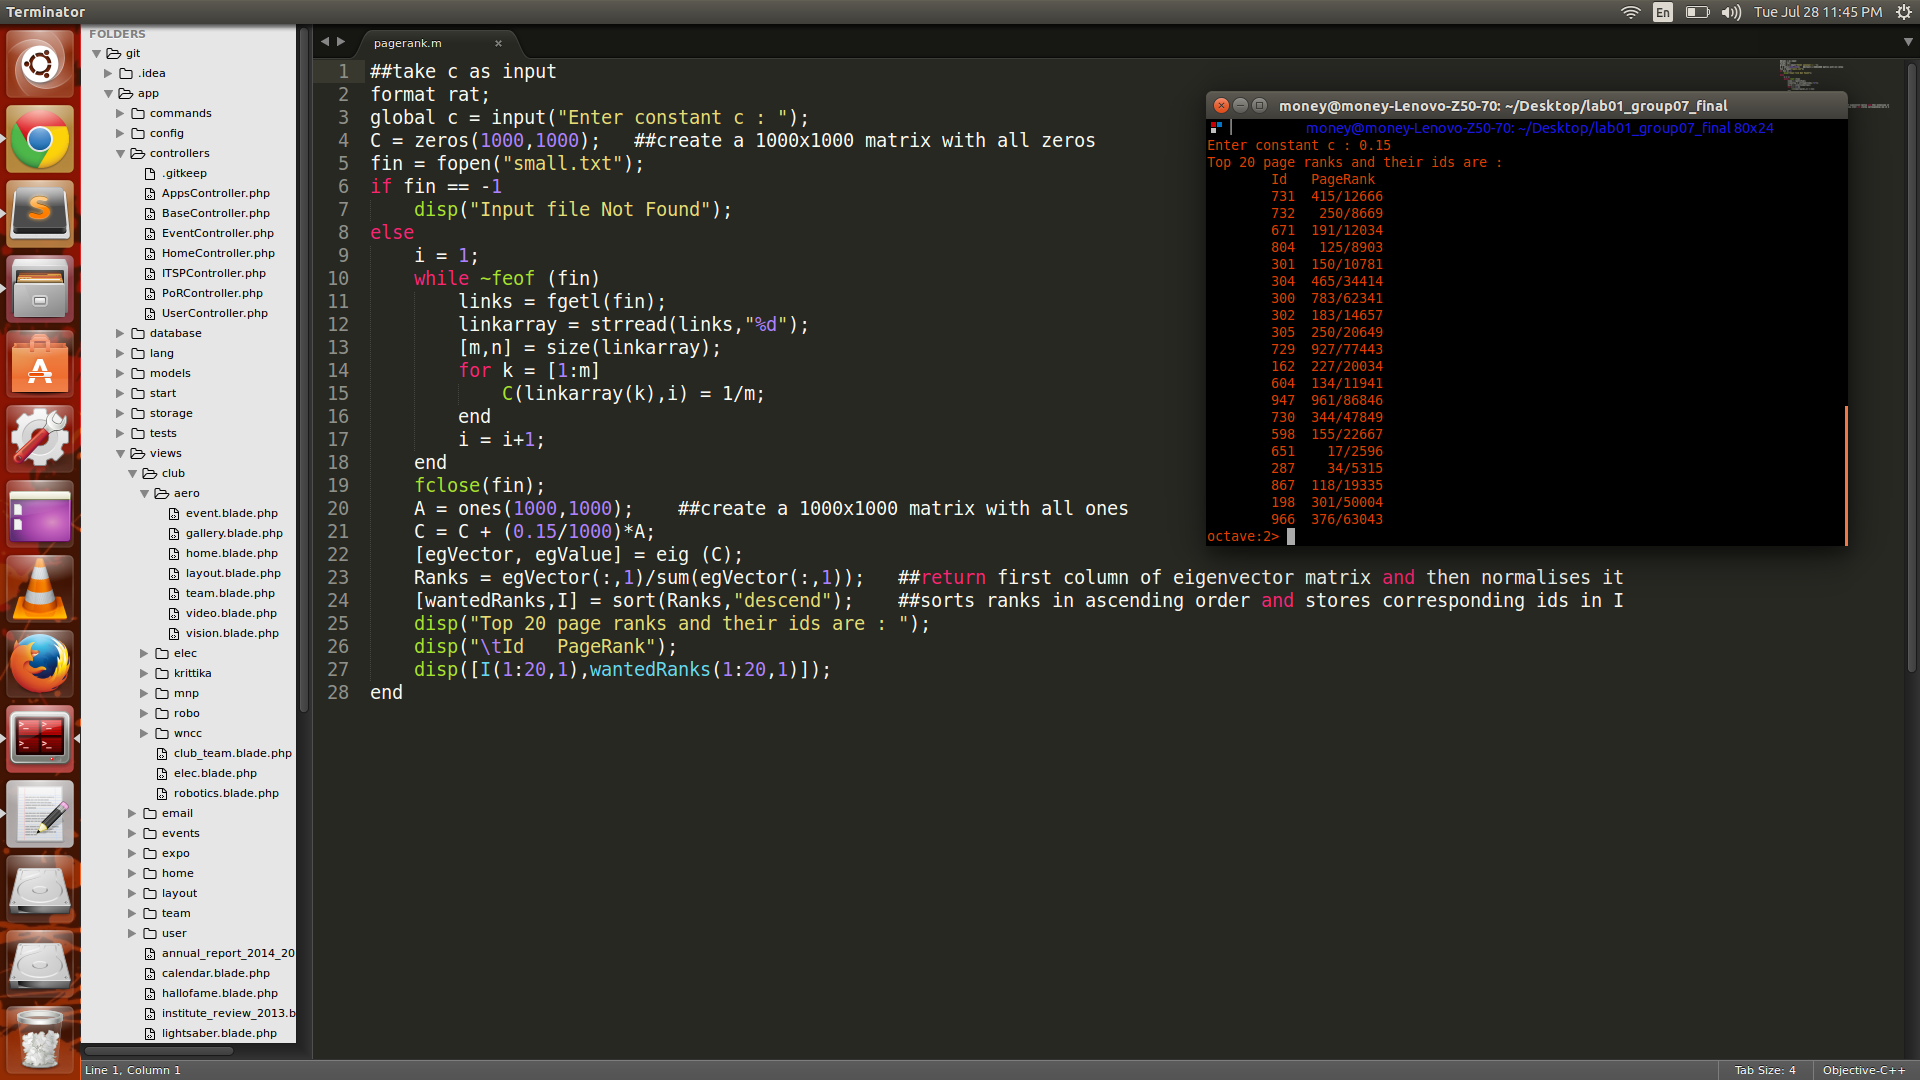 Terminator
En
Tue Jul 28 11:45 PM
FOLDERS
git
.idea
app
commands
config
controllers
.gitkeep
AppsController.php
BaseController.php
EventController.php
HomeController.php
ITSPController.php
PoRController.php
UserController.php
database
lang
models
start
storage
tests
views
club
aero
event.blade.php
gallery.blade.php
home.blade.php
layout.blade.php
team.blade.php
video.blade.php
vision.blade.php
elec
krittika
mnp
robo
wncc
club_team.blade.php
elec.blade.php
robotics.blade.php
email
events
expo
home
layout
team
user
annual_report_2014_20
calendar.blade.php
hallofame.blade.php
institute_review_2013.b
lightsaber.blade.php
pagerank.m
1 ##take c as input
2 format rat;
3 global c = input("Enter constant c : ");
4 C = zeros(1000,1000);   ##create a 1000x1000 matrix with all zeros
5 fin = fopen("small.txt");
6 if fin == -1
7     disp("Input file Not Found");
8 else
9     i = 1;
10     while ~feof (fin)
11         links = fgetl(fin);
12         linkarray = strread(links,"%d");
13         [m,n] = size(linkarray);
14         for k = [1:m]
15             C(linkarray(k),i) = 1/m;
16         end
17         i = i+1;
18     end
19     fclose(fin);
20     A = ones(1000,1000);    ##create a 1000x1000 matrix with all ones
21     C = C + (0.15/1000)*A;
22     [egVector, egValue] = eig (C);
23     Ranks = egVector(:,1)/sum(egVector(:,1));   ##return first column of eigenvector matrix and then normalises it
24     [wantedRanks,I] = sort(Ranks,"descend");    ##sorts ranks in ascending order and stores corresponding ids in I
25     disp("Top 20 page ranks and their ids are : ");
26     disp("\tId   PageRank");
27     disp([I(1:20,1),wantedRanks(1:20,1)]);
28 end
money@money-Lenovo-Z50-70: ~/Desktop/lab01_group07_final
money@money-Lenovo-Z50-70: ~/Desktop/lab01_group07_final 80x24
Enter constant c : 0.15
Top 20 page ranks and their ids are :
Id   PageRank
731  415/12666
732  250/8669
671  191/12034
804  125/8903
301  150/10781
304  465/34414
300  783/62341
302  183/14657
305  250/20649
729  927/77443
162  227/20034
604  134/11941
947  961/86846
730  344/47849
598  155/22667
651  17/2596
287  34/5315
867  118/19335
198  301/50004
966  376/63043
octave:2>
Line 1, Column 1
Tab Size: 4
Objective-C++